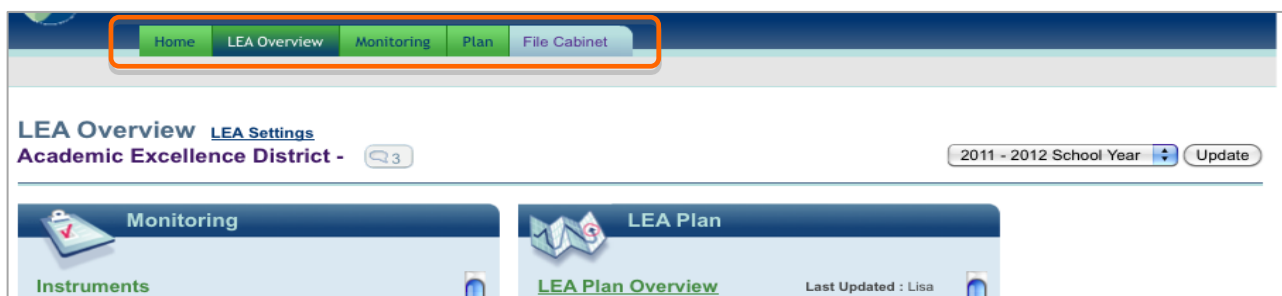 Home LEA Overview Monitoring Plan File Cabinet
LEA Overview LEA Settings
Academic Excellence District - 3
2011 - 2012 School Year Update
Monitoring
LEA Plan
Instruments
LEA Plan Overview Last Updated : Lisa